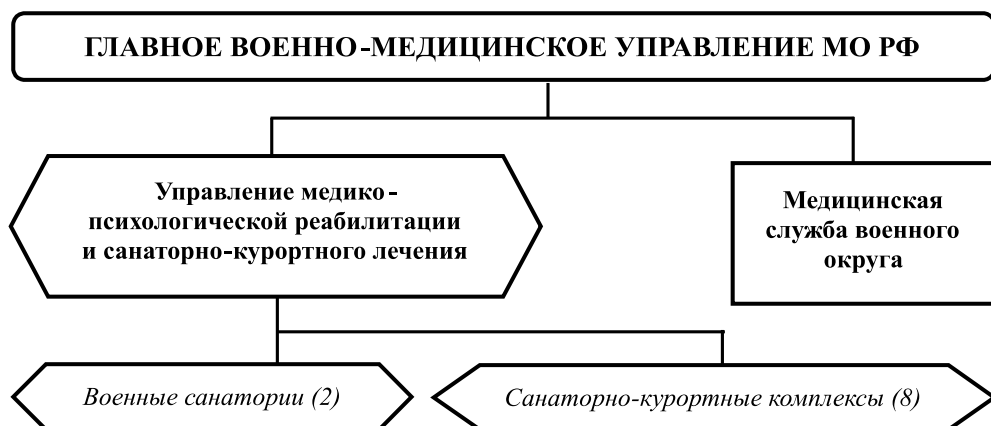 ГЛАВНОЕ ВОЕННО-МЕДИЦИНСКОЕ УПРАВЛЕНИЕ МО РФ
Управление медико-
психологической реабилитации
и санаторно-курортного лечения
Медицинская
служба военного
округа
Военные санатории (2)
Санаторно-курортные комплексы (8)